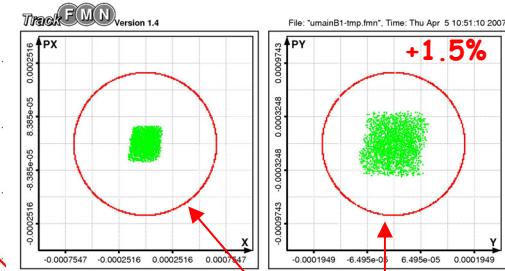 Track FMN Version 1.4
File: "umainB1-tmp.fmn", Time: Thu Apr 5 10:51:10 2007
PX
0.0002516
8.385e-05
-8.385e-05
-0.0002516
X
-0.0007547 -0.0002516 0.0002516 0.0007547
PY
+1.5%
0.0009743
0.0003248
-0.0003248
-0.0009743
Y
-0.0001949 -6.495e-05 6.495e-05 0.0001949